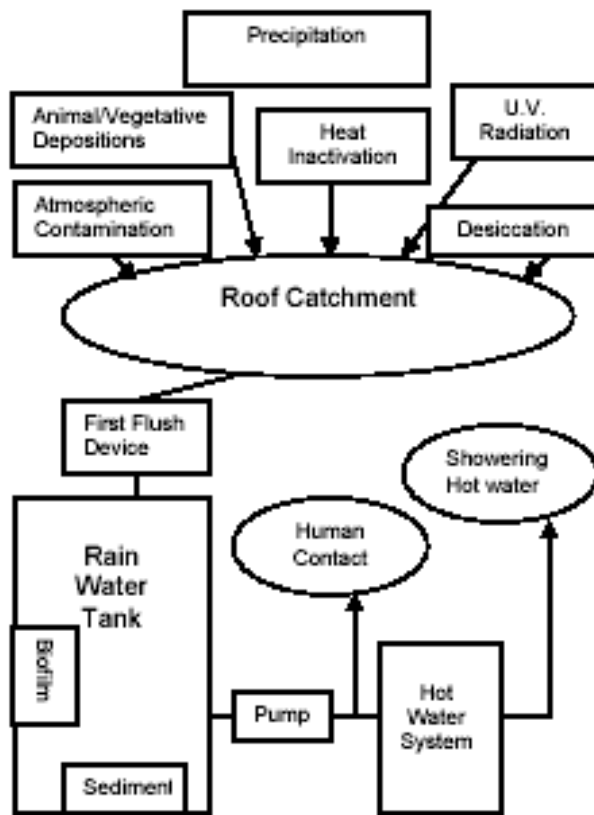 Precipitation
Animal/Vegetative
Depositions
Heat
Inactivation
U.V.
Radiation
Atmospheric
Contamination
Desiccation
Roof Catchment
First Flush
Device
Showering
Hot water
Human
Contact
Rain
Water
Tank
Biofilm
Pump
Hot
Water
System
Sediment